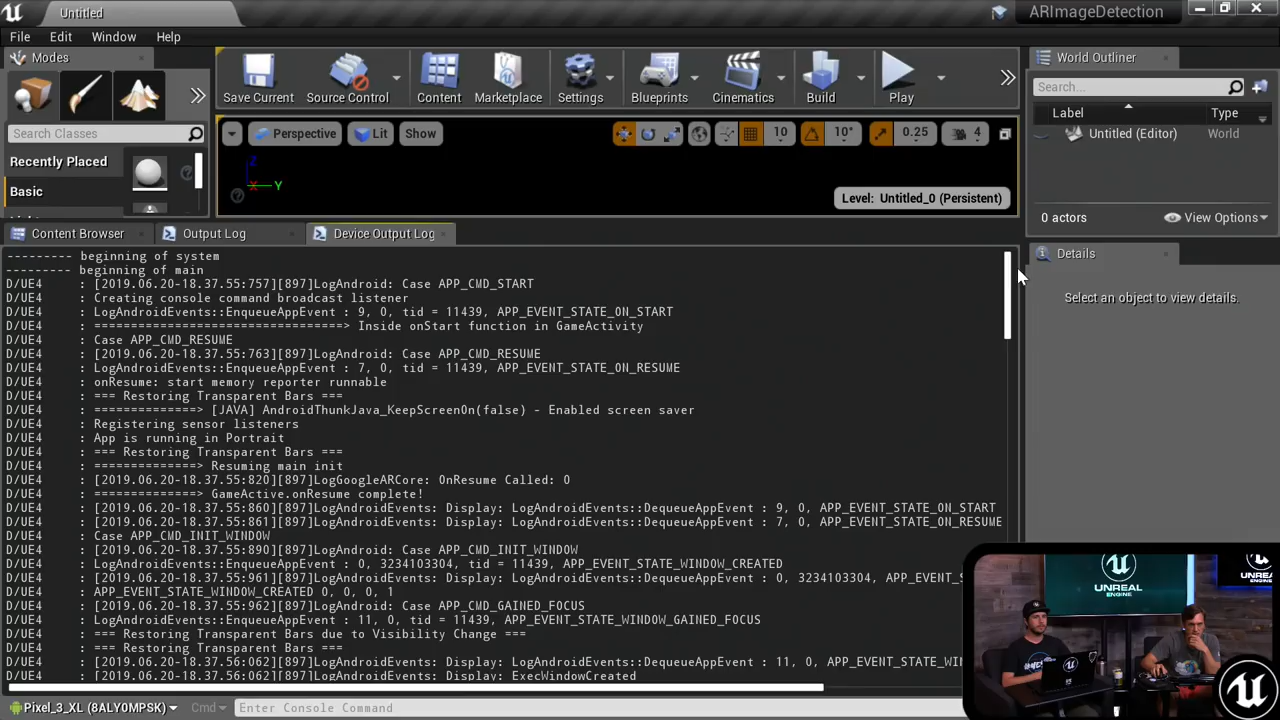 Untitled
ARImageDetection
File Edit Window Help
Modes
Search Classes
Recently Placed
Basic
Save Current
Source Control
Content
Marketplace
Settings
Blueprints
Cinematics
Build
Play
Perspective
Lit
Show
10
10°
0.25
4
Z
X
Y
Level: Untitled_0 (Persistent)
World Outliner
Search...
Label
Type
Untitled (Editor)
World
0 actors
View Options
Content Browser
Output Log
Device Output Log
Details
Select an object to view details.
--------- beginning of system
--------- beginning of main
D/UE4 : [2019.06.20-18.37.55:757][897]LogAndroid: Case APP_CMD_START
D/UE4 : Creating console command broadcast listener
D/UE4 : LogAndroidEvents::EnqueueAppEvent : 9, 0, tid = 11439, APP_EVENT_STATE_ON_START
D/UE4 : ==================================> Inside onStart function in GameActivity
D/UE4 : Case APP_CMD_RESUME
D/UE4 : [2019.06.20-18.37.55:763][897]LogAndroid: Case APP_CMD_RESUME
D/UE4 : LogAndroidEvents::EnqueueAppEvent : 7, 0, tid = 11439, APP_EVENT_STATE_ON_RESUME
D/UE4 : onResume: start memory reporter runnable
D/UE4 : === Restoring Transparent Bars ===
D/UE4 : ==============> [JAVA] AndroidThunkJava_KeepScreenOn(false) - Enabled screen saver
D/UE4 : Registering sensor listeners
D/UE4 : App is running in Portrait
D/UE4 : === Restoring Transparent Bars ===
D/UE4 : ==============> Resuming main init
D/UE4 : [2019.06.20-18.37.55:820][897]LogGoogleARCore: OnResume Called: 0
D/UE4 : ==============> GameActive.onResume complete!
D/UE4 : [2019.06.20-18.37.55:860][897]LogAndroidEvents: Display: LogAndroidEvents::DequeueAppEvent : 9, 0, APP_EVENT_STATE_ON_START
D/UE4 : [2019.06.20-18.37.55:861][897]LogAndroidEvents: Display: LogAndroidEvents::DequeueAppEvent : 7, 0, APP_EVENT_STATE_ON_RESUME
D/UE4 : Case APP_CMD_INIT_WINDOW
D/UE4 : [2019.06.20-18.37.55:890][897]LogAndroid: Case APP_CMD_INIT_WINDOW
D/UE4 : LogAndroidEvents::EnqueueAppEvent : 0, 3234103304, tid = 11439, APP_EVENT_STATE_WINDOW_CREATED
D/UE4 : [2019.06.20-18.37.55:961][897]LogAndroidEvents: Display: LogAndroidEvents::DequeueAppEvent : 0, 3234103304, APP_EVENT_S
D/UE4 : APP_EVENT_STATE_WINDOW_CREATED 0, 0, 0, 1
D/UE4 : [2019.06.20-18.37.55:962][897]LogAndroid: Case APP_CMD_GAINED_FOCUS
D/UE4 : LogAndroidEvents::EnqueueAppEvent : 11, 0, tid = 11439, APP_EVENT_STATE_WINDOW_GAINED_FOCUS
D/UE4 : === Restoring Transparent Bars due to Visibility Change ===
D/UE4 : === Restoring Transparent Bars ===
D/UE4 : [2019.06.20-18.37.56:062][897]LogAndroidEvents: Display: LogAndroidEvents::DequeueAppEvent : 11, 0, APP_EVENT_STATE_WIN
D/UE4 : [2019.06.20-18.37.56:062][897]LogAndroidEvents: Display: ExecWindowCreated
Pixel_3_XL (8ALY0MPSK)
Cmd
Enter Console Command
UNREAL
ENGINE